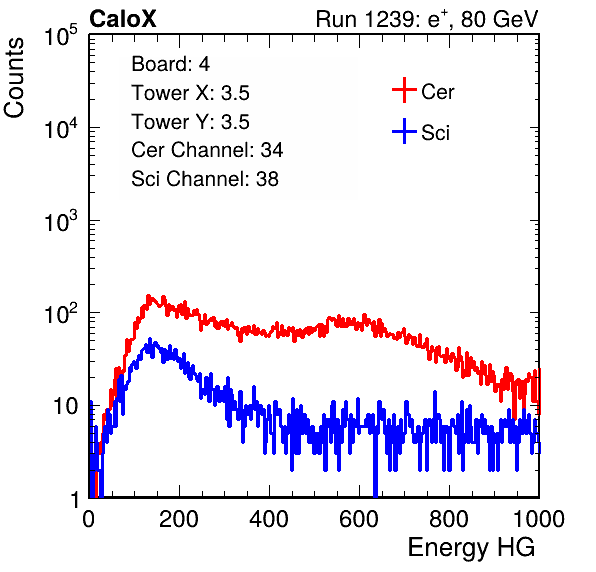 CaloX Run 1239: e+, 80 GeV
Counts
10^5
10^4
10^3
10^2
10
1
Board: 4
Tower X: 3.5
Tower Y: 3.5
Cer Channel: 34
Sci Channel: 38
Cer
Sci
0 200 400 600 800 1000
Energy HG